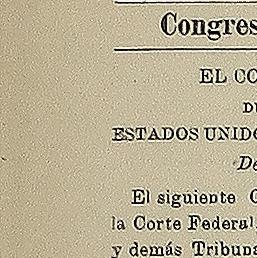 Congres
EL CO
DE
ESTADOS UNIDO
De
El siguiente C
la Corte Federal,
y demás Tribuna